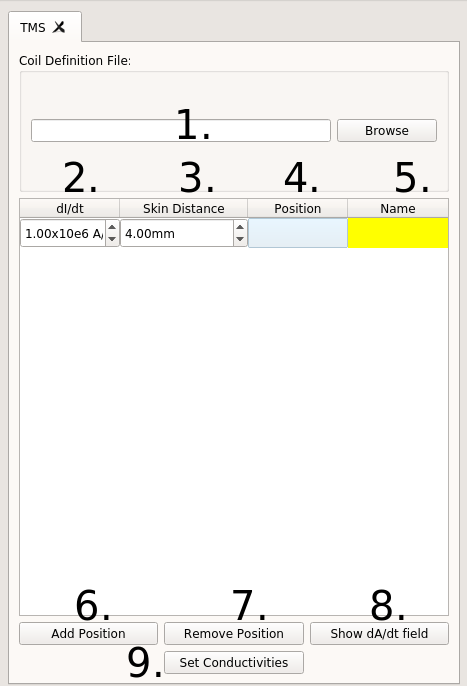 TMS
Coil Definition File:
1.
Browse
2. 3. 4. 5.
dI/dt Skin Distance Position Name
1.00x10e6 A/ 4.00mm
6. 7. 8.
Add Position Remove Position Show dA/dt field
9. Set Conductivities